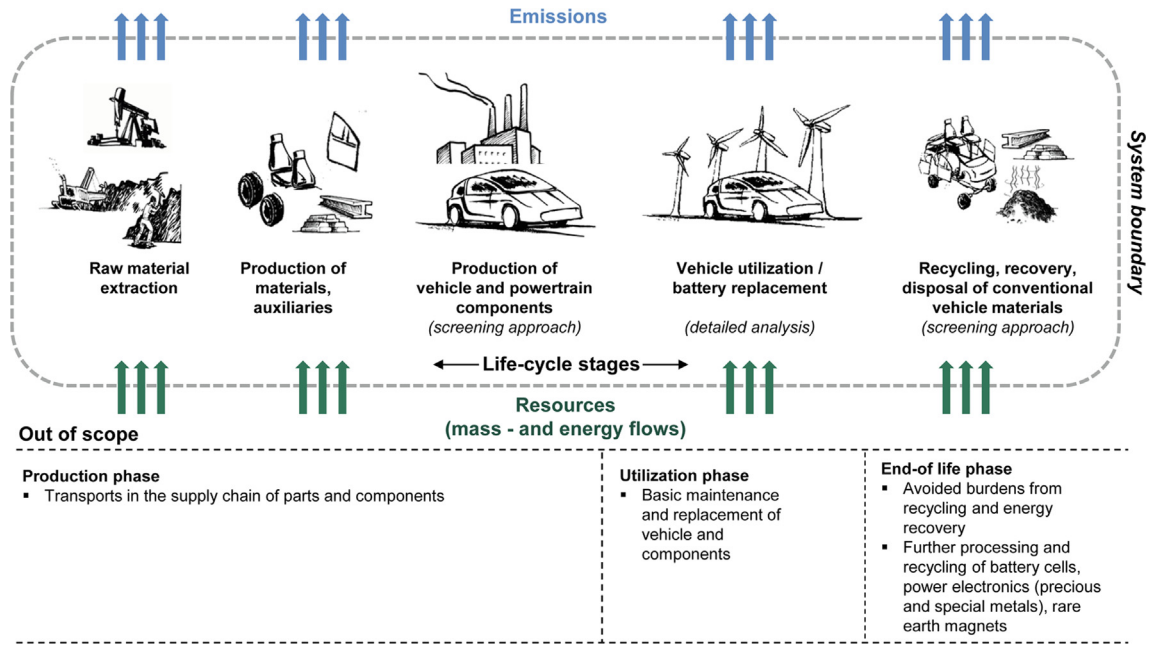 Emissions
System boundary
Raw material
extraction
Production of
materials,
auxiliaries
Production of
vehicle and powertrain
components
(screening approach)
Vehicle utilization /
battery replacement
(detailed analysis)
Recycling, recovery,
disposal of conventional
vehicle materials
(screening approach)
Life-cycle stages
Resources
(mass - and energy flows)
Out of scope
Production phase
▪ Transports in the supply chain of parts and components
Utilization phase
▪ Basic maintenance
and replacement of
vehicle and
components
End-of life phase
▪ Avoided burdens from
recycling and energy
recovery
▪ Further processing and
recycling of battery cells,
power electronics (precious
and special metals), rare
earth magnets